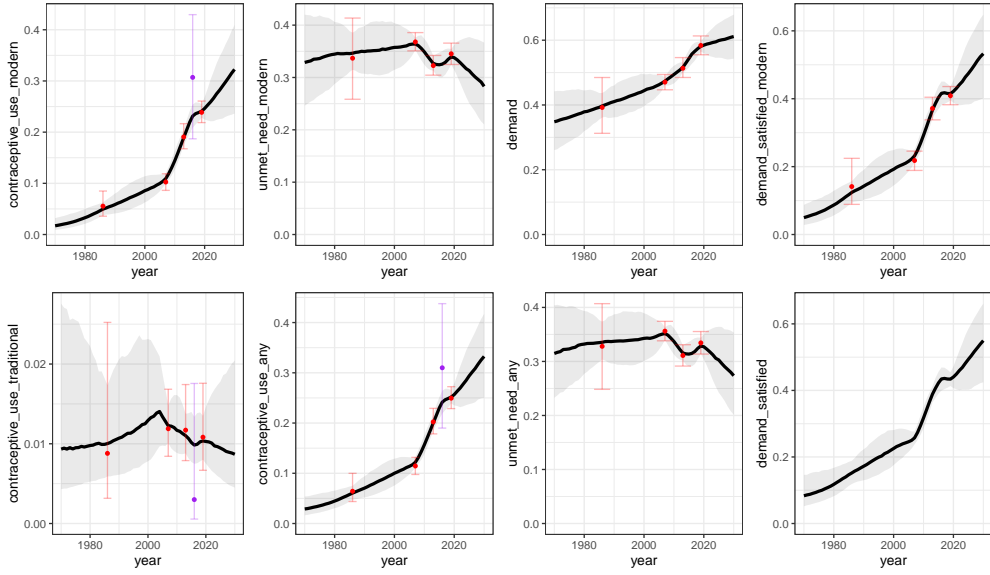 contraceptive_use_modern
0.4
0.3
0.2
0.1
0.0
1980 2000 2020
year
unmet_need_modern
0.4
0.3
0.2
0.1
0.0
1980 2000 2020
year
demand
0.6
0.4
0.2
0.0
1980 2000 2020
year
demand_satisfied_modern
0.6
0.4
0.2
0.0
1980 2000 2020
year
contraceptive_use_traditional
0.02
0.01
0.00
1980 2000 2020
year
contraceptive_use_any
0.4
0.3
0.2
0.1
0.0
1980 2000 2020
year
unmet_need_any
0.4
0.3
0.2
0.1
0.0
1980 2000 2020
year
demand_satisfied
0.6
0.4
0.2
0.0
1980 2000 2020
year